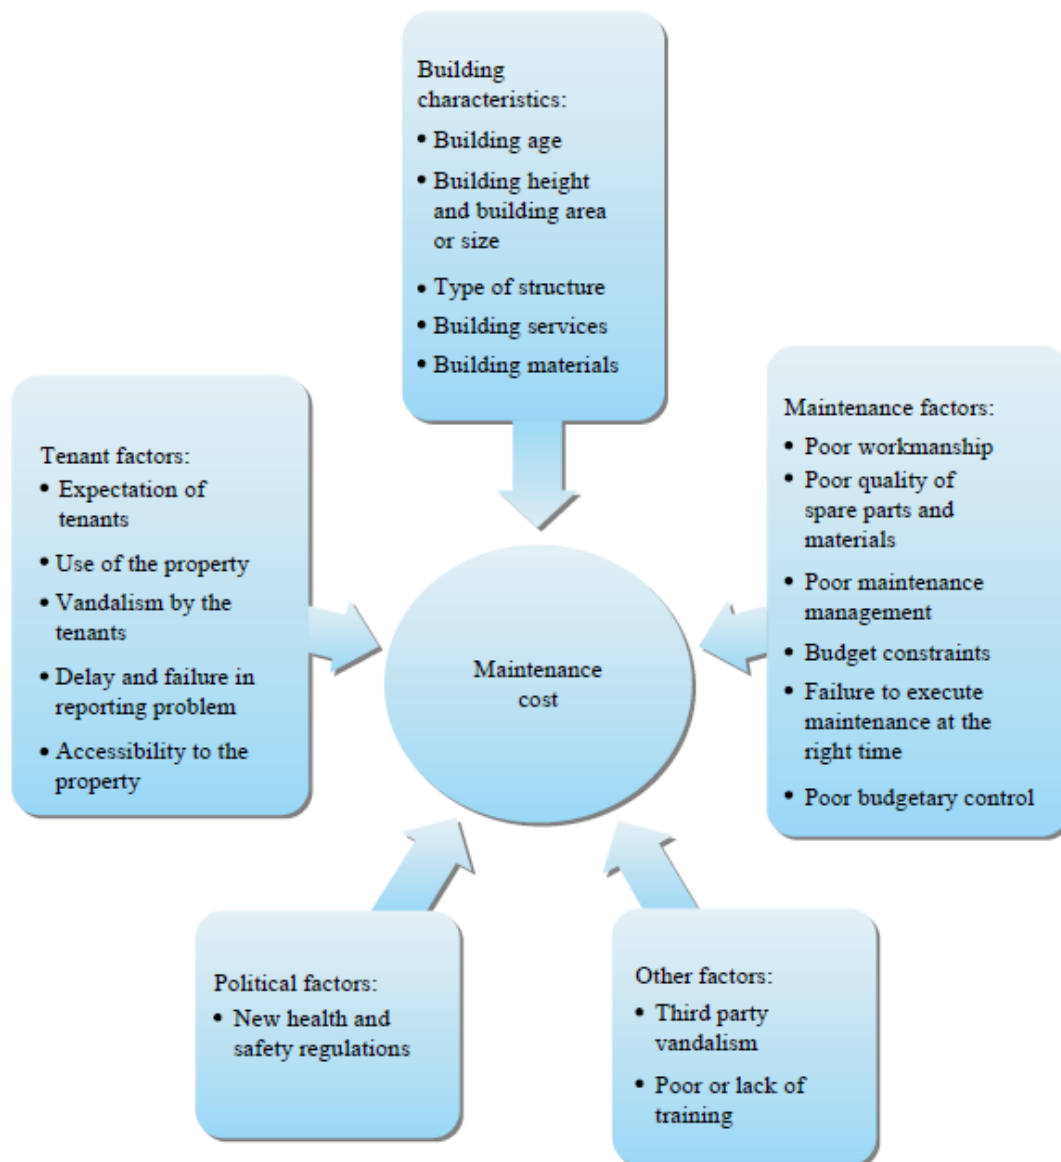 Building
characteristics:
• Building age
• Building height
and building area
or size
• Type of structure
• Building services
• Building materials
Tenant factors:
• Expectation of
tenants
• Use of the property
• Vandalism by the
tenants
• Delay and failure in
reporting problem
• Accessibility to the
property
Maintenance
cost
Maintenance factors:
• Poor workmanship
• Poor quality of
spare parts and
materials
• Poor maintenance
management
• Budget constraints
• Failure to execute
maintenance at the
right time
• Poor budgetary control
Political factors:
• New health and
safety regulations
Other factors:
• Third party
vandalism
• Poor or lack of
training